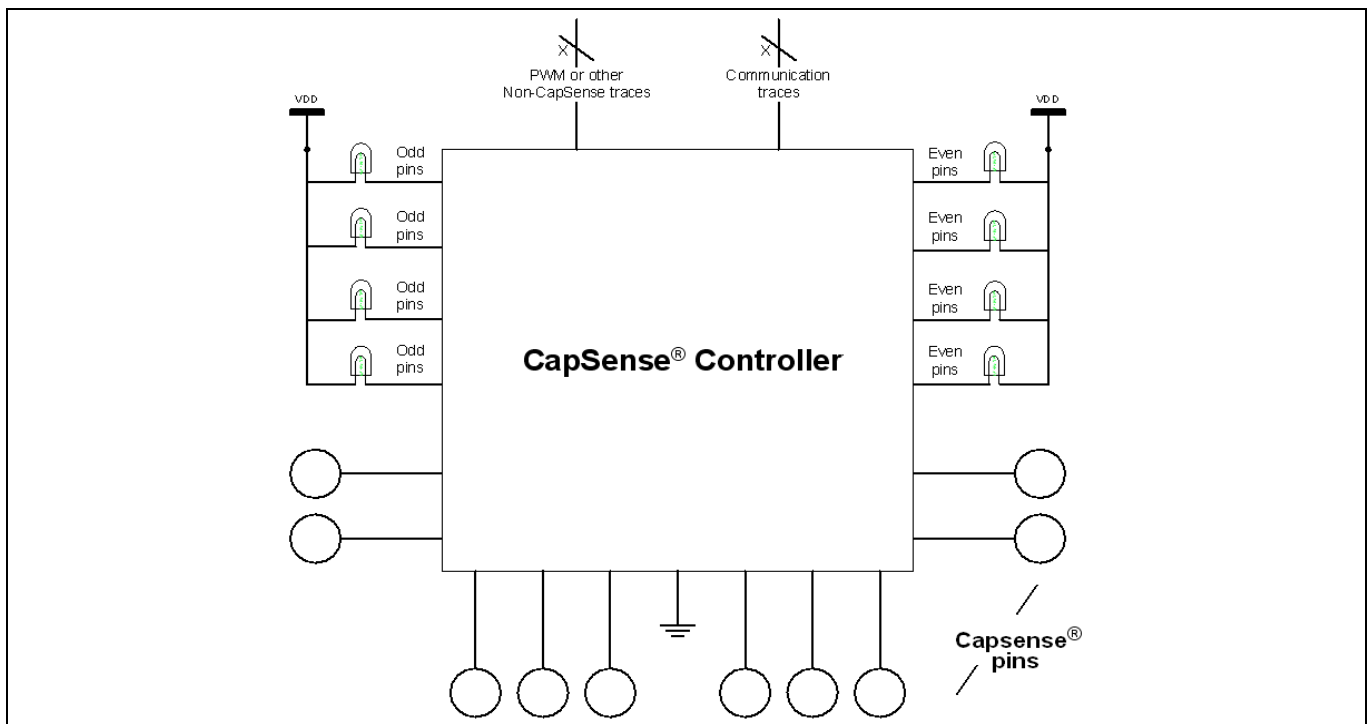 X
X
PWM or other
Non-CapSense traces
Communication
traces
VDD
VDD
Odd
pins
Even
pins
Odd
pins
Even
pins
Odd
pins
Even
pins
Odd
pins
Even
pins
CapSense® Controller
Capsense®
pins